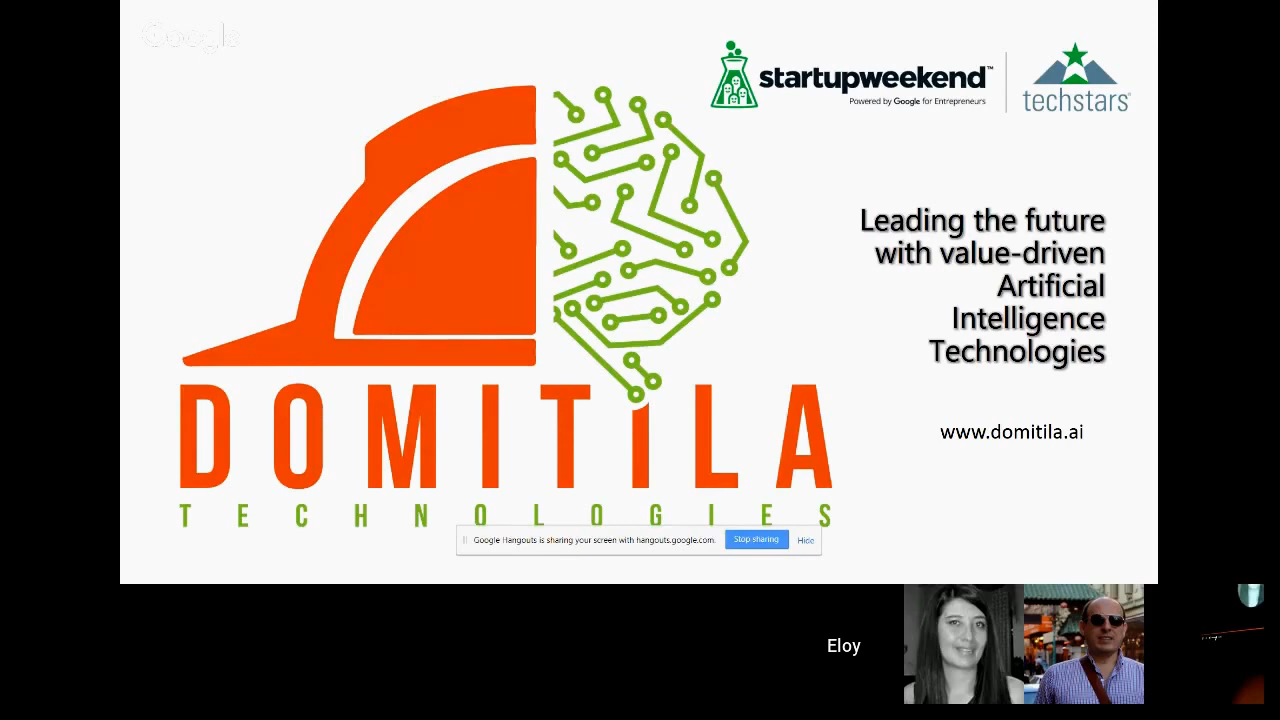 Google
startupweekend™
Powered by Google for Entrepreneurs
techstars
Leading the future
with value-driven
Artificial
Intelligence
Technologies
www.domitila.ai
DOMITILA
TECHNOLOGIES
Google Hangouts is sharing your screen with hangouts.google.com.
Stop sharing
Hide
Eloy